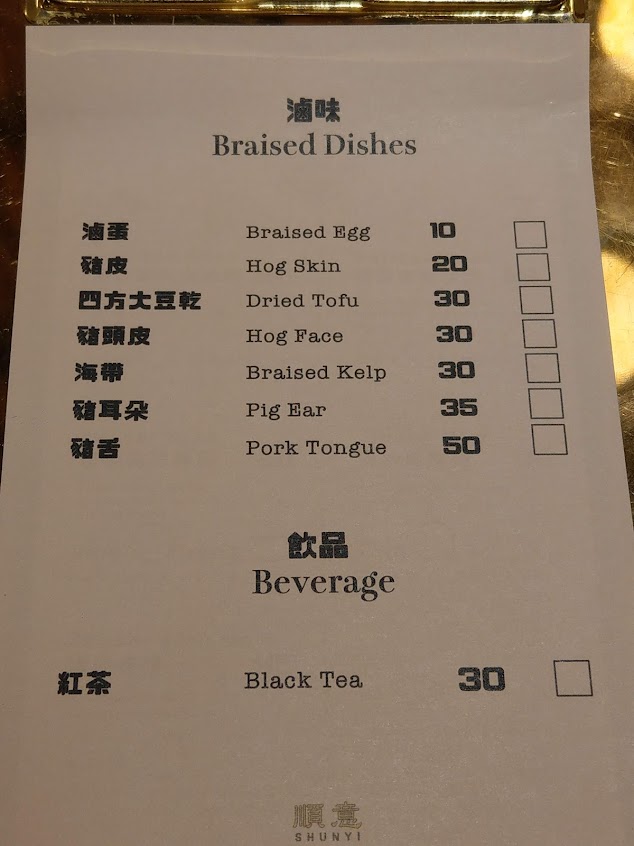 滷味
Braised Dishes
滷蛋 Braised Egg 10
豬皮 Hog Skin 20
四方大豆乾 Dried Tofu 30
豬頭皮 Hog Face 30
海帶 Braised Kelp 30
豬耳朵 Pig Ear 35
豬舌 Pork Tongue 50
飲品
Beverage
紅茶 Black Tea 30
順意
SHUNYI